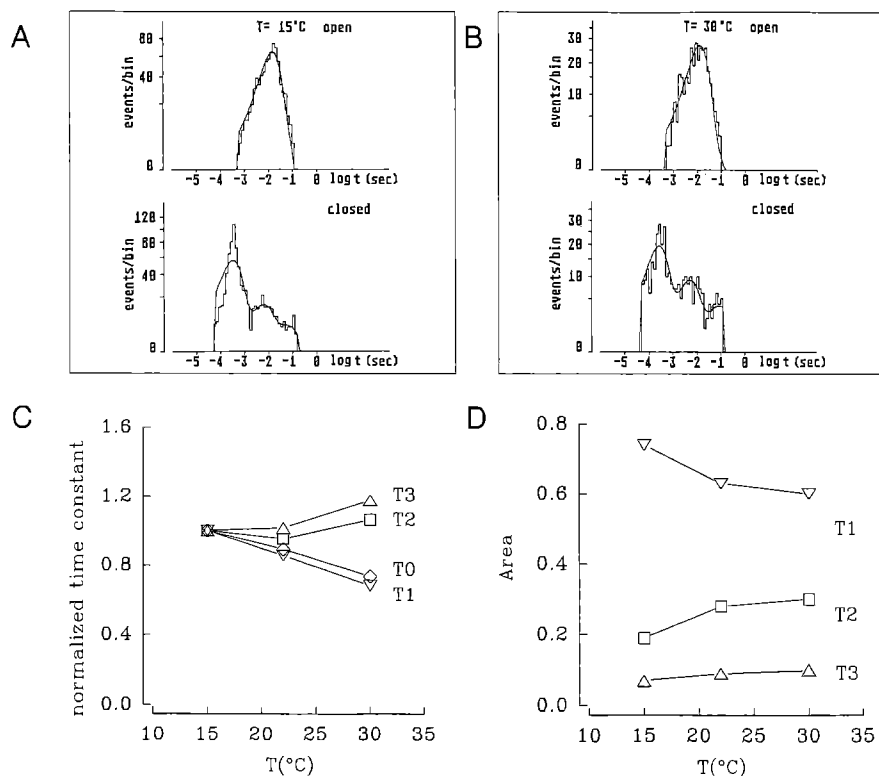 A
T= 15°C open
events/bin
80
40
0
-5 -4 -3 -2 -1 0 log t (sec)
closed
events/bin
120
80
40
0
-5 -4 -3 -2 -1 0 log t (sec)
B
T= 30°C open
events/bin
30
20
10
0
-5 -4 -3 -2 -1 0 log t (sec)
closed
events/bin
30
20
10
0
-5 -4 -3 -2 -1 0 log t (sec)
C
normalized time constant
1.6
1.2
0.8
0.4
0.0
T3
T2
T0
T1
10 15 20 25 30 35
T(°C)
D
Area
0.8
0.6
0.4
0.2
0.0
T1
T2
T3
10 15 20 25 30 35
T(°C)